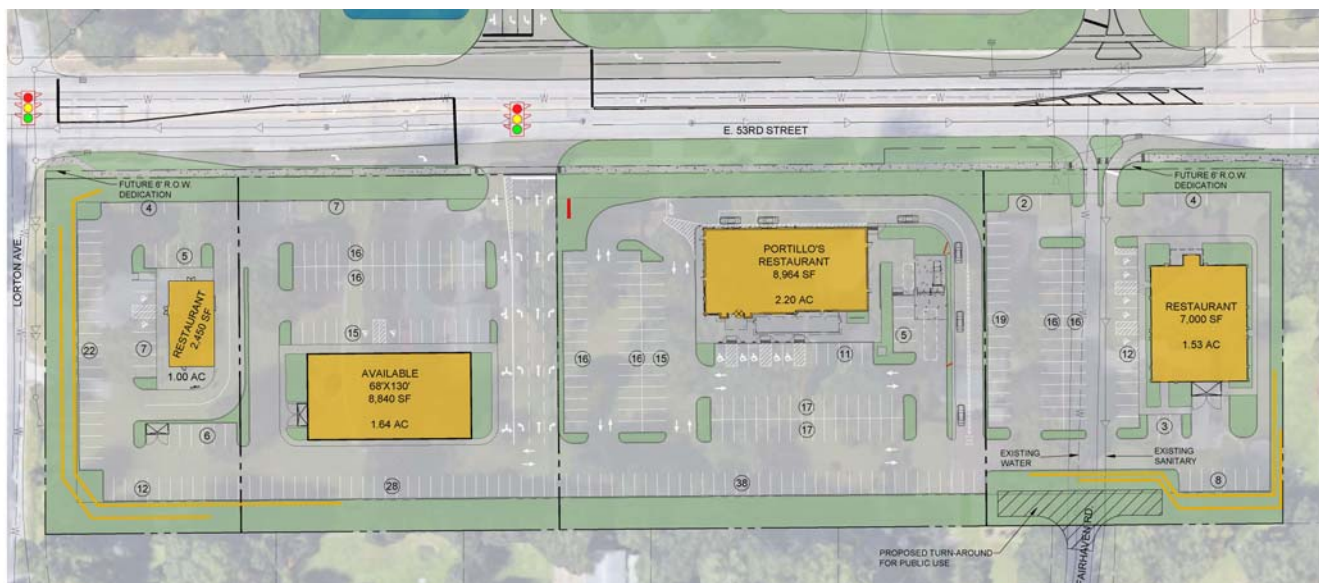 E. 53RD STREET
LORTON AVE.
FUTURE 6' R.O.W.
DEDICATION
4
5
22
7
RESTAURANT
2,450 SF
1.00 AC
6
12
7
16
16
15
AVAILABLE
68'X130'
8,840 SF
1.64 AC
28
PORTILLO'S
RESTAURANT
8,964 SF
2.20 AC
5
16
16
15
11
17
17
38
FUTURE 6' R.O.W.
DEDICATION
2
4
19
16
16
12
RESTAURANT
7,000 SF
1.53 AC
3
EXISTING
WATER
EXISTING
SANITARY
8
PROPOSED TURN-AROUND
FOR PUBLIC USE
FAIRHAVEN RD